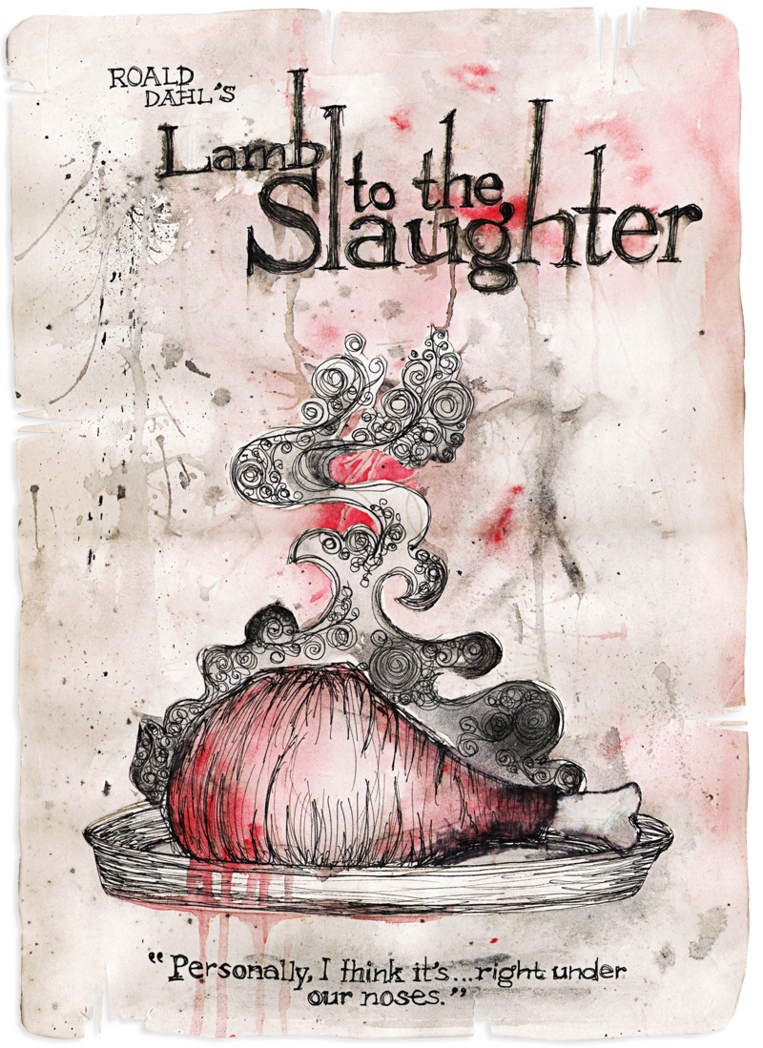 ROALD
DAHL'S
Lamb
to the
Slaughter
“Personally, I think it's...right under
our noses.”